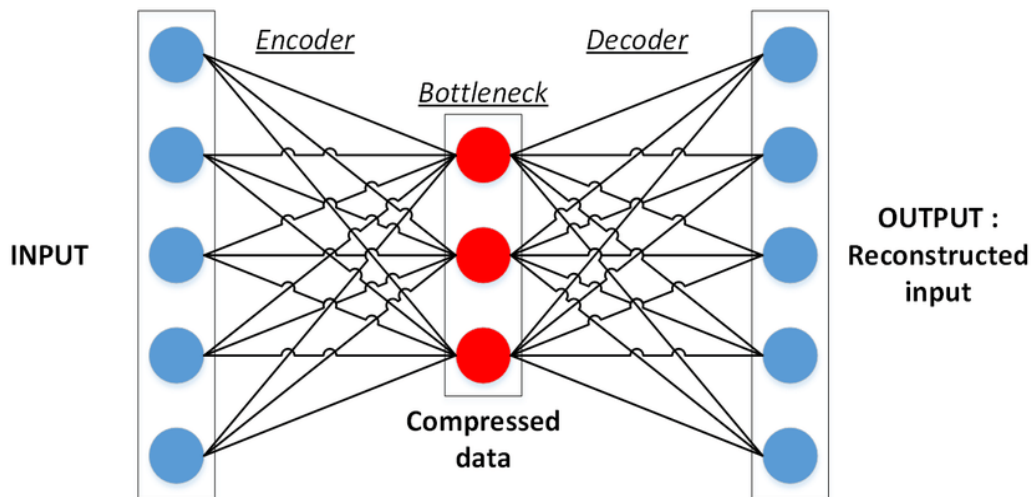 Encoder
Decoder
Bottleneck
INPUT
OUTPUT :
Reconstructed
input
Compressed
data